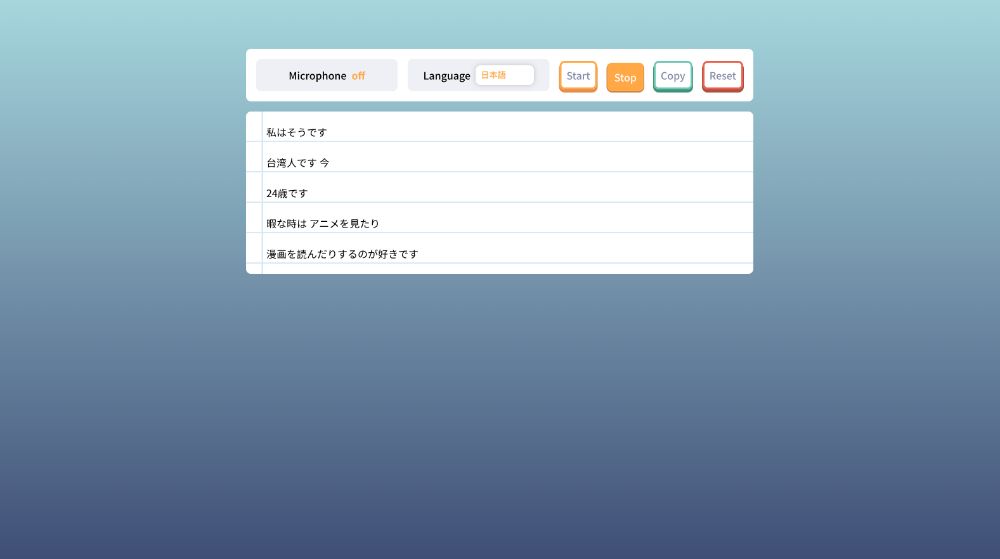 Microphone off
Language 日本語
Start
Stop
Copy
Reset
私はそうです
台湾人です 今
24歳です
暇な時は アニメを見たり
漫画を読んだりするのが好きです